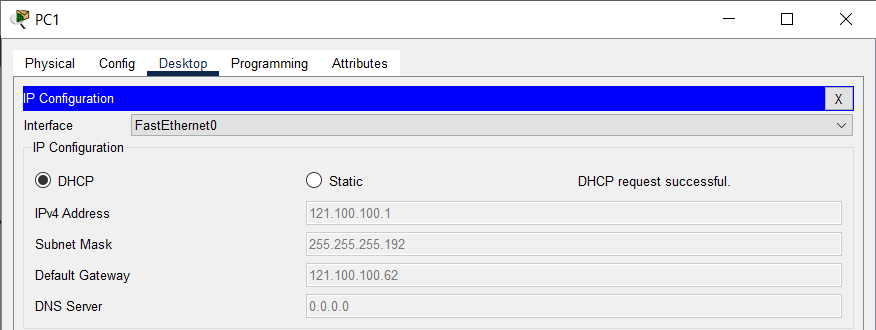 PC1
Physical Config Desktop Programming Attributes
IP Configuration X
Interface FastEthernet0
IP Configuration
DHCP Static DHCP request successful.
IPv4 Address 121.100.100.1
Subnet Mask 255.255.255.192
Default Gateway 121.100.100.62
DNS Server 0.0.0.0